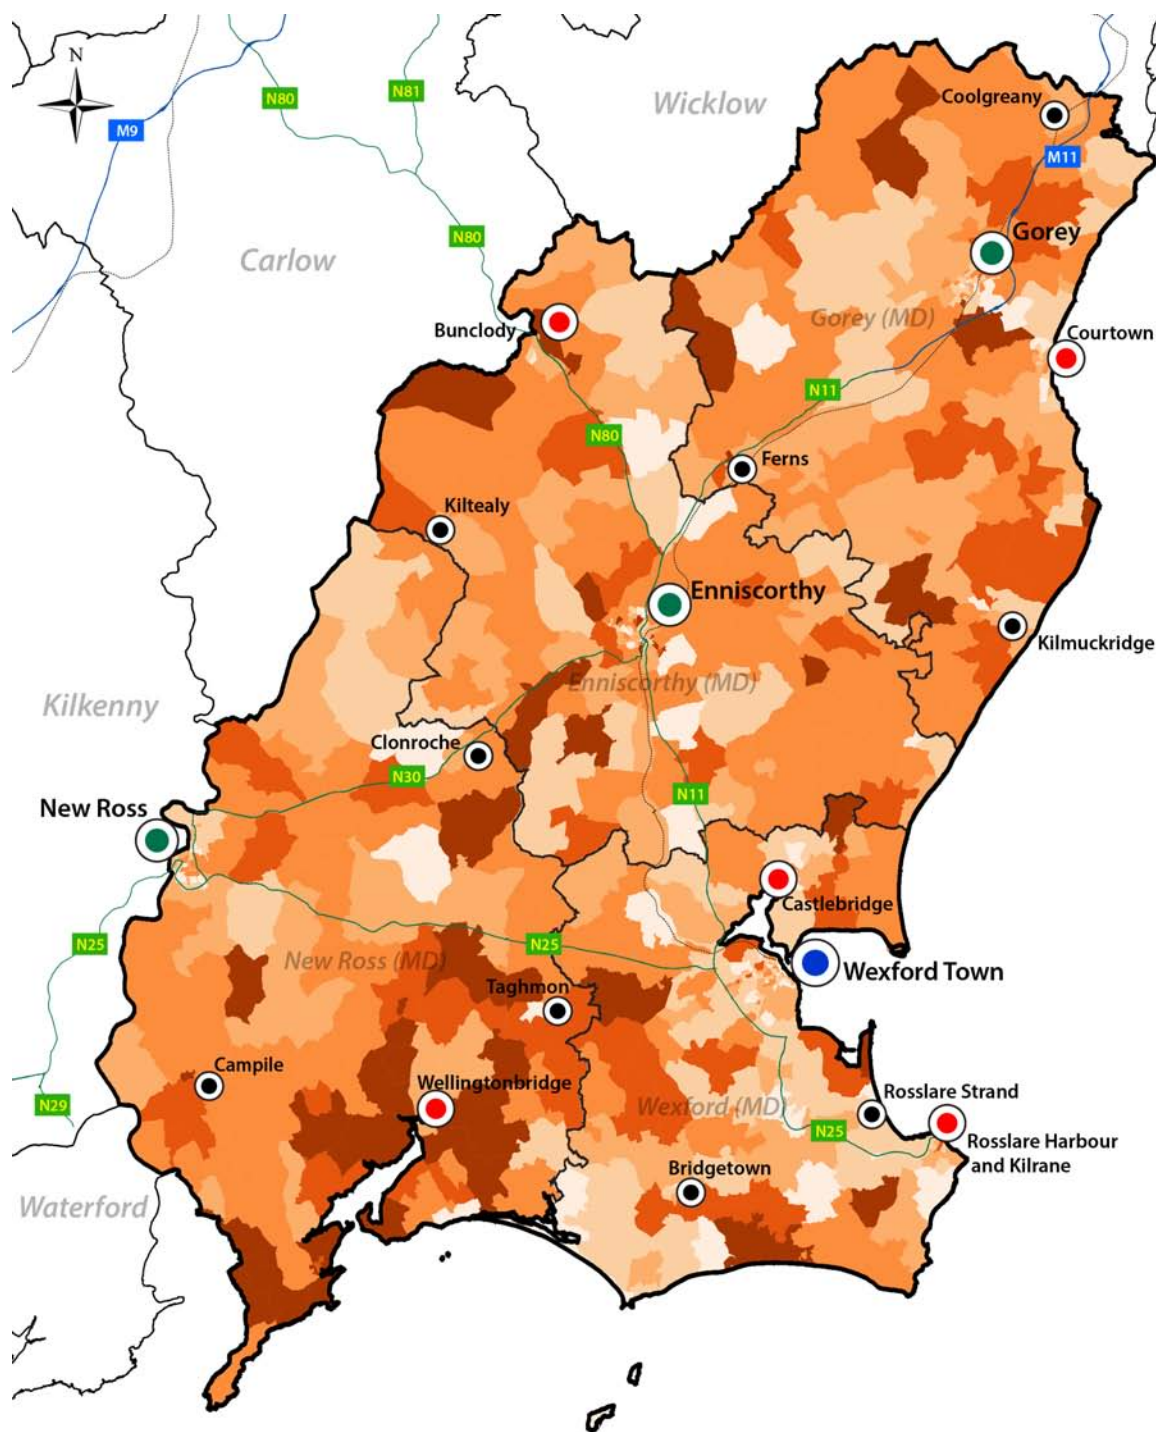 N
N80
N81
Wicklow
Coolgreany
M9
M11
Gorey
N80
Carlow
Gorey (MD)
Bunclody
Courtown
N11
N80
Ferns
Kiltealy
Enniscorthy
Kilmuckridge
Enniscorthy (MD)
Kilkenny
Clonroche
N30
N11
New Ross
Castlebridge
N25
N25
New Ross (MD)
Wexford Town
Taghmon
Campile
Wellingtonbridge
Rosslare Strand
N29
Wexford (MD)
N25
Rosslare Harbour
and Kilrane
Bridgetown
Waterford